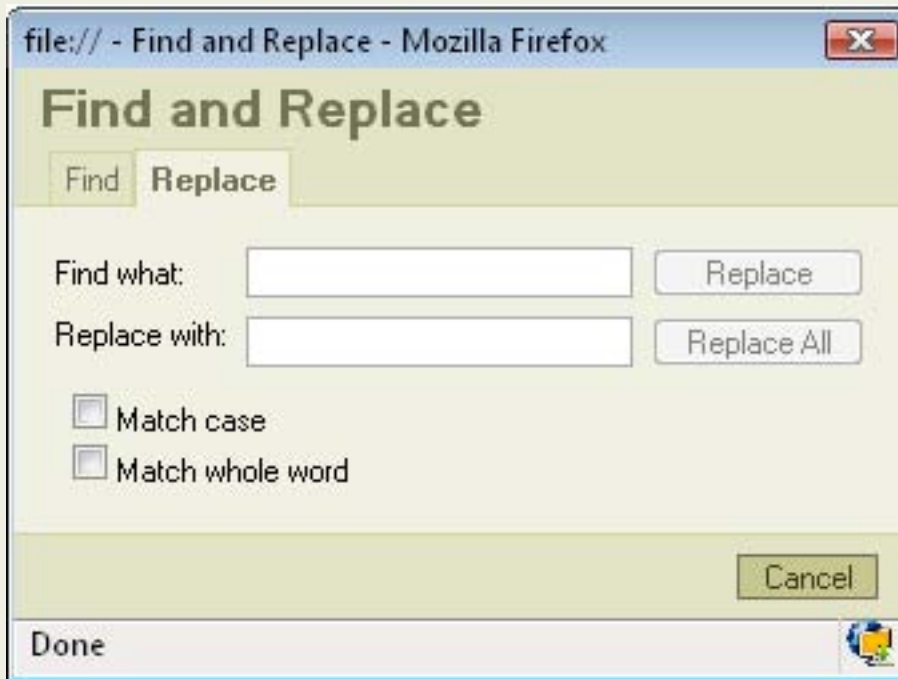 file:// - Find and Replace - Mozilla Firefox
Find and Replace
Find Replace
Find what: Replace
Replace with: Replace All
Match case
Match whole word
Cancel
Done